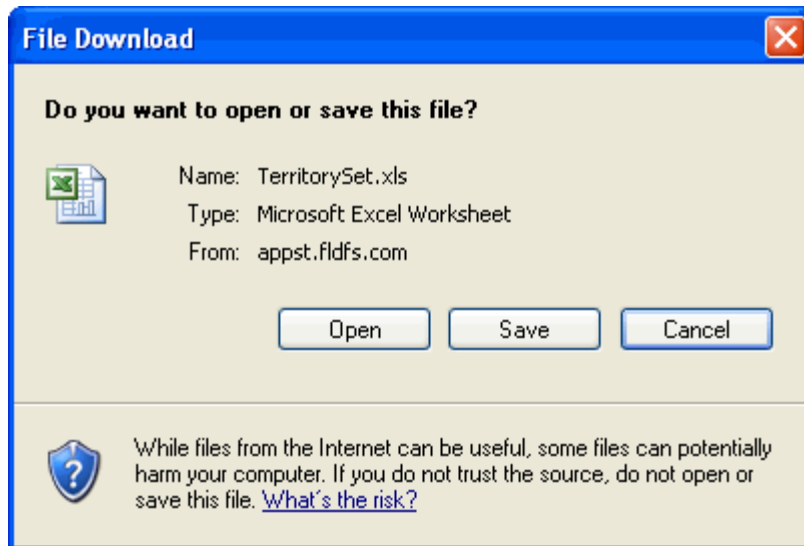 File Download
Do you want to open or save this file?
Name: TerritorySet.xls
Type: Microsoft Excel Worksheet
From: appst.fldfs.com
Open Save Cancel
While files from the Internet can be useful, some files can potentially
harm your computer. If you do not trust the source, do not open or
save this file. What's the risk?